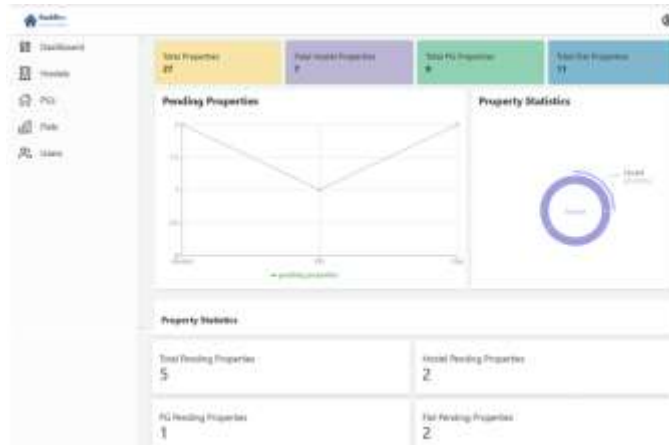 Dashboard
Hostels
PGs
Flats
Users
Total Properties
27
Total Hostel Properties
7
Total PG Properties
9
Total Flat Properties
11
Pending Properties
Property Statistics
pending properties
Property Statistics
Total Pending Properties
5
Hostel Pending Properties
2
PG Pending Properties
1
Flat Pending Properties
2